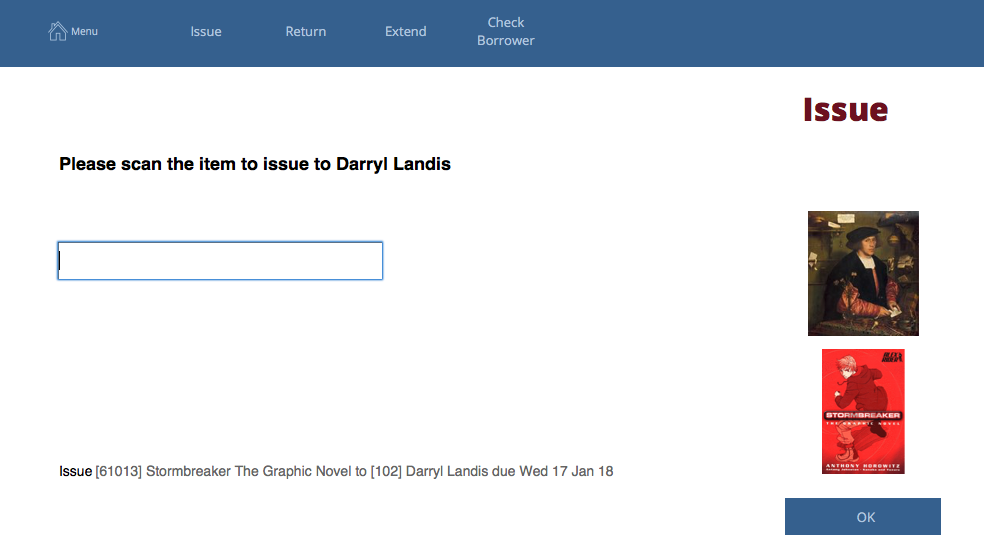 Menu
Issue
Return
Extend
Check
Borrower
Issue
Please scan the item to issue to Darryl Landis
STORMBREAKER
THE GRAPHIC NOVEL
ANTHONY HOROWITZ
Issue [61013] Stormbreaker The Graphic Novel to [102] Darryl Landis due Wed 17 Jan 18
OK